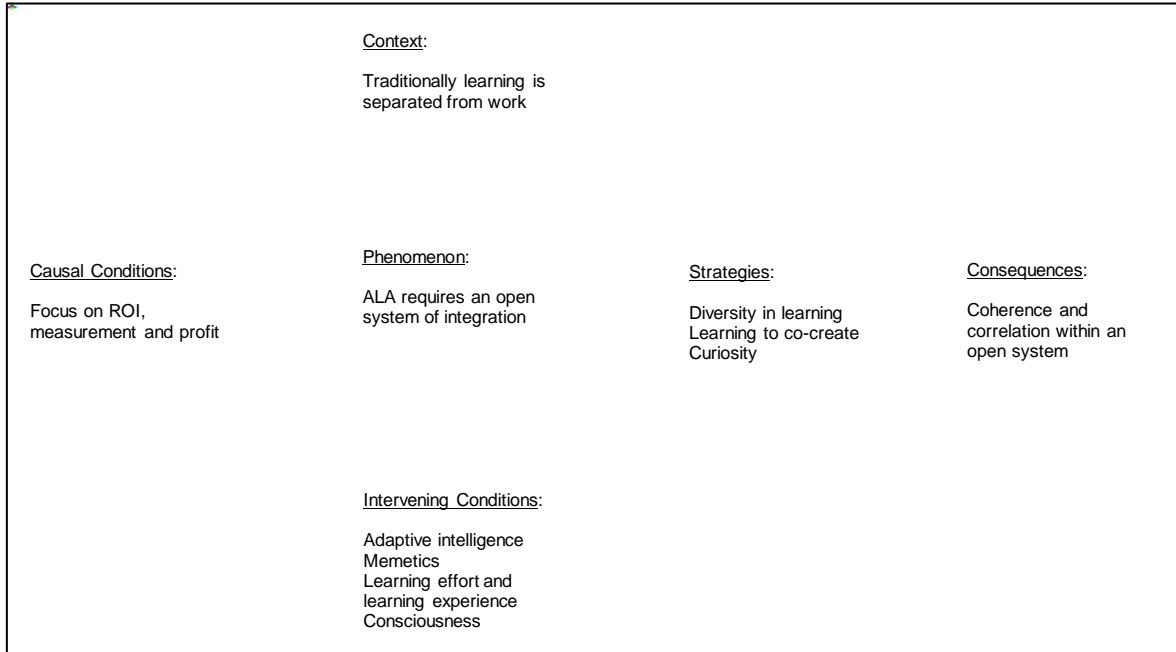 Context:
Traditionally learning is
separated from work
Causal Conditions:
Focus on ROI,
measurement and profit
Phenomenon:
ALA requires an open
system of integration
Strategies:
Diversity in learning
Learning to co-create
Curiosity
Consequences:
Coherence and
correlation within an
open system
Intervening Conditions:
Adaptive intelligence
Memetics
Learning effort and
learning experience
Consciousness